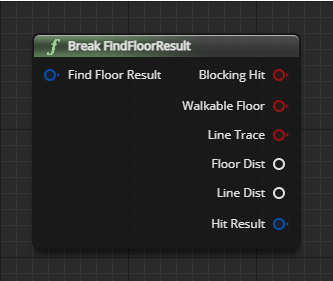 f Break FindFloorResult
Find Floor Result Blocking Hit
Walkable Floor
Line Trace
Floor Dist
Line Dist
Hit Result